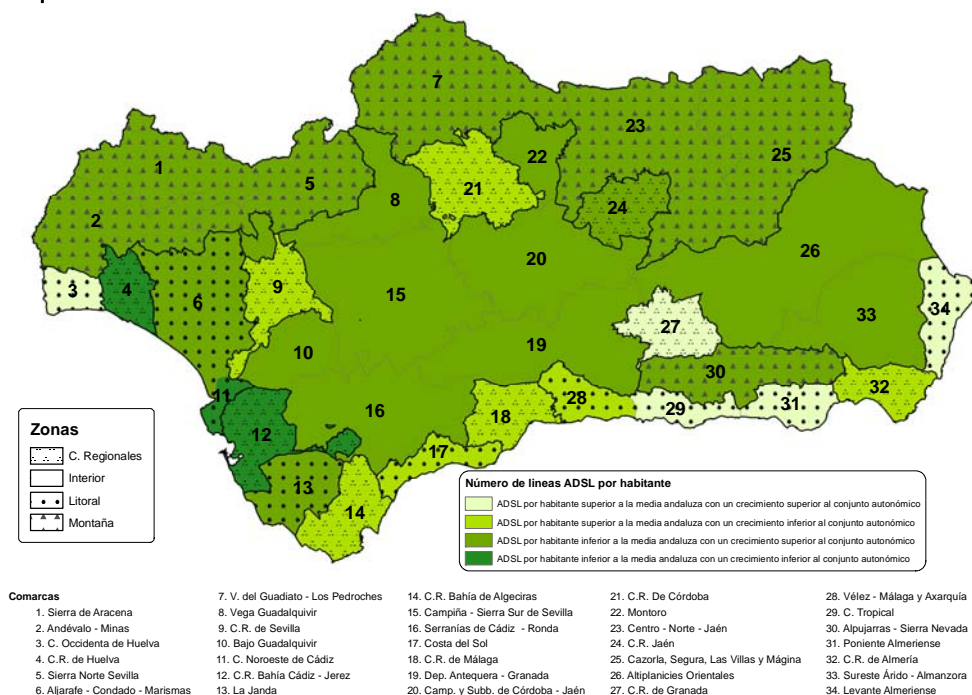 7
23
1
5
22
25
21
8
24
2
20
26
3
4
6
9
15
34
33
27
10
19
30
11
16
28
32
12
18
29
31
17
13
14
Zonas
C. Regionales
Interior
Litoral
Montaña
Número de lineas ADSL por habitante
ADSL por habitante superior a la media andaluza con un crecimiento superior al conjunto autonómico
ADSL por habitante superior a la media andaluza con un crecimiento inferior al conjunto autonómico
ADSL por habitante inferior a la media andaluza con un crecimiento superior al conjunto autonómico
ADSL por habitante inferior a la media andaluza con un crecimiento inferior al conjunto autonómico
Comarcas
1. Sierra de Aracena
2. Andévalo - Minas
3. C. Occidenta de Huelva
4. C.R. de Huelva
5. Sierra Norte Sevilla
6. Aljarafe - Condado - Marismas
7. V. del Guadiato - Los Pedroches
8. Vega Guadalquivir
9. C.R. de Sevilla
10. Bajo Guadalquivir
11. C. Noroeste de Cádiz
12. C.R. Bahía Cádiz - Jerez
13. La Janda
14. C.R. Bahía de Algeciras
15. Campiña - Sierra Sur de Sevilla
16. Serranías de Cádiz - Ronda
17. Costa del Sol
18. C.R. de Málaga
19. Dep. Antequera - Granada
20. Camp. y Subb. de Córdoba - Jaén
21. C.R. De Córdoba
22. Montoro
23. Centro - Norte - Jaén
24. C.R. Jaén
25. Cazorla, Segura, Las Villas y Mágina
26. Altiplanicies Orientales
27. C.R. de Granada
28. Vélez - Málaga y Axarquía
29. C. Tropical
30. Alpujarras - Sierra Nevada
31. Poniente Almeriense
32. C.R. de Almería
33. Sureste Árido - Almanzora
34. Levante Almeriense